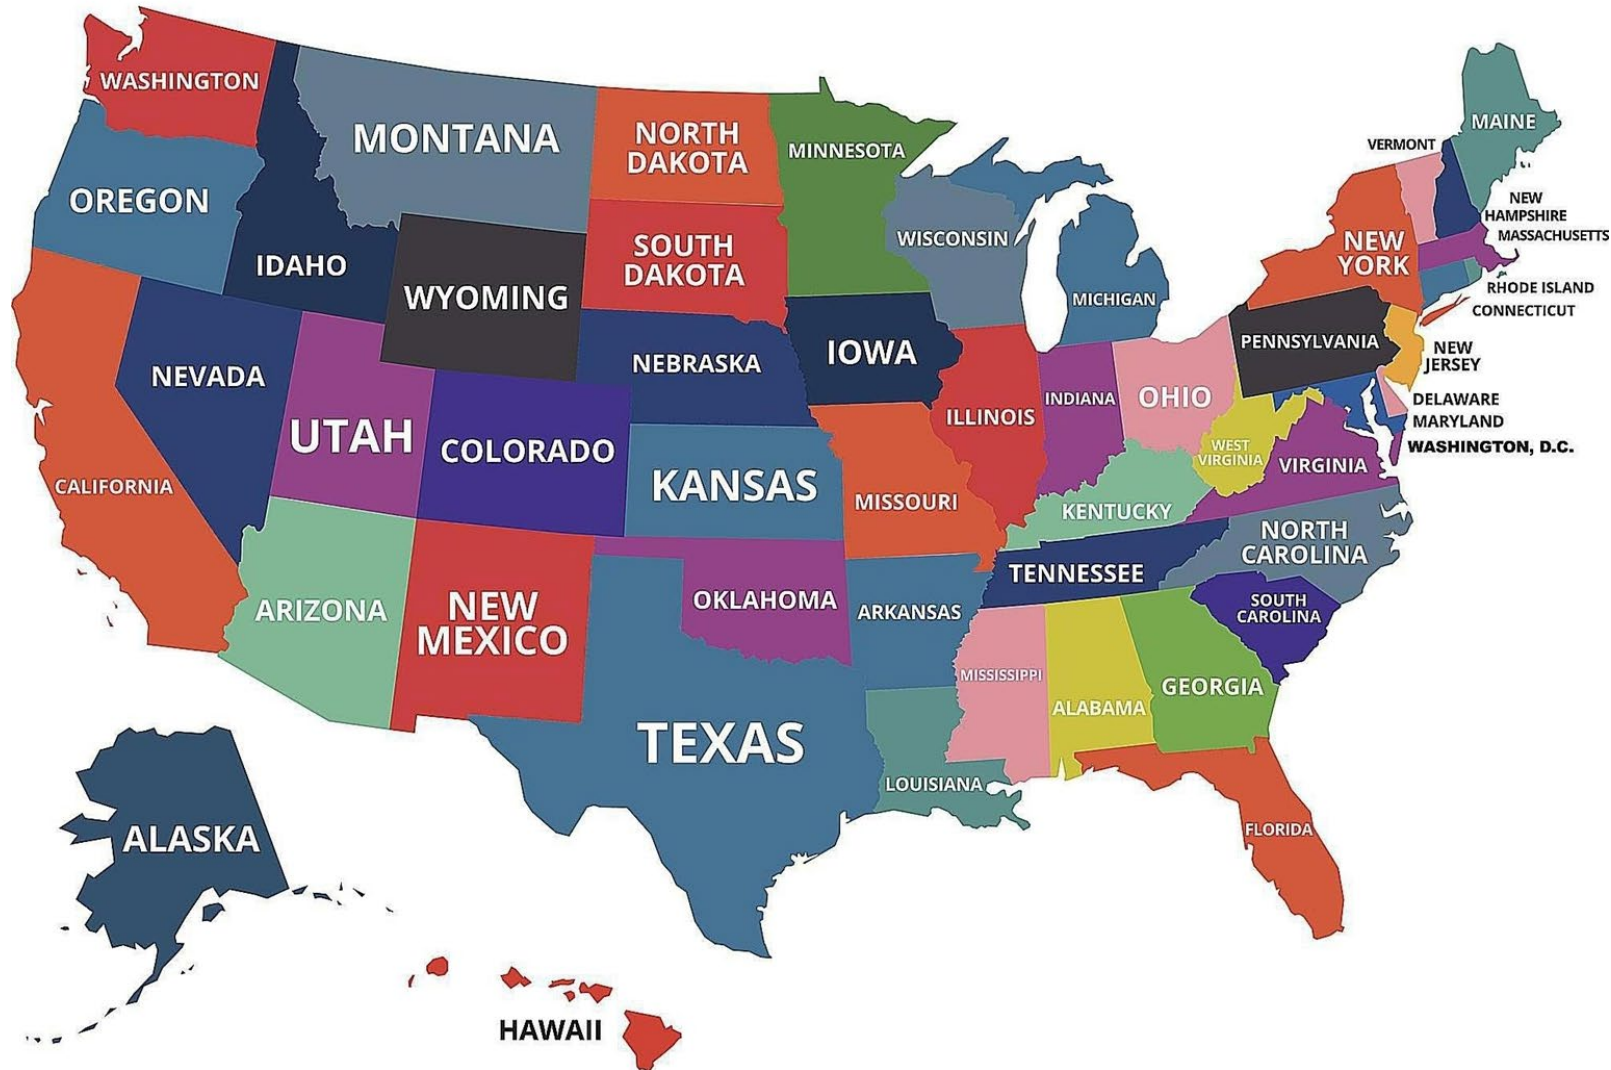 WASHINGTON
MONTANA
NORTH
DAKOTA
MINNESOTA
MAINE
VERMONT
OREGON
IDAHO
SOUTH
DAKOTA
WISCONSIN
NEW
HAMPSHIRE
MASSACHUSETTS
NEW
YORK
WYOMING
MICHIGAN
RHODE ISLAND
CONNECTICUT
NEVADA
NEBRASKA
IOWA
PENNSYLVANIA
NEW
JERSEY
UTAH
COLORADO
ILLINOIS
INDIANA
OHIO
DELAWARE
MARYLAND
WASHINGTON, D.C.
WEST
VIRGINIA
VIRGINIA
CALIFORNIA
KANSAS
MISSOURI
KENTUCKY
NORTH
CAROLINA
TENNESSEE
ARIZONA
NEW
MEXICO
OKLAHOMA
ARKANSAS
SOUTH
CAROLINA
MISSISSIPPI
ALABAMA
GEORGIA
TEXAS
LOUISIANA
FLORIDA
ALASKA
HAWAII